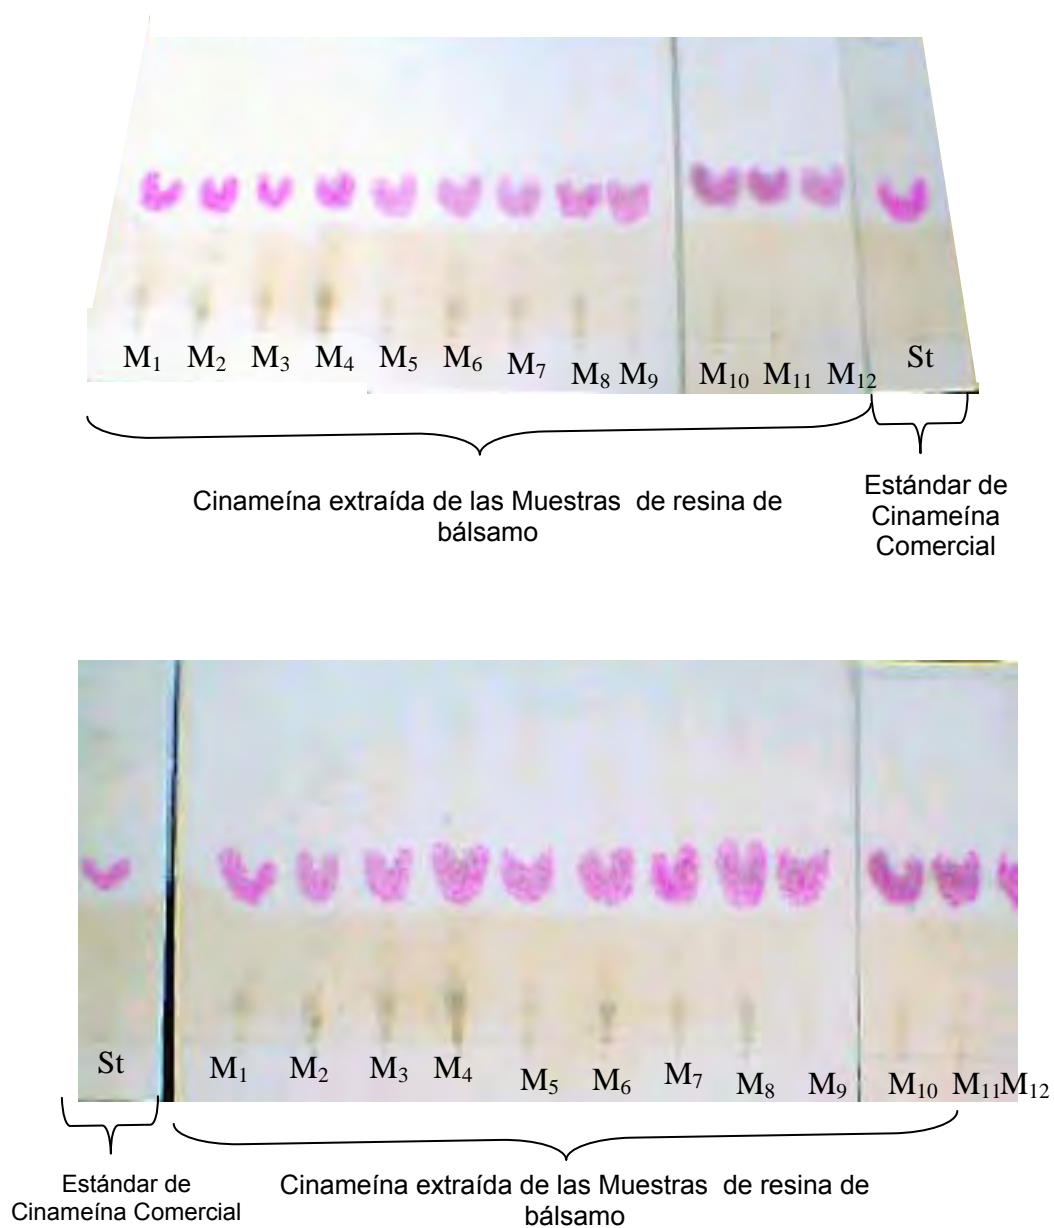 M₁ M₂ M₃ M₄ M₅ M₆ M₇ M₈ M₉ M₁₀ M₁₁ M₁₂ St
Cinameína extraída de las Muestras de resina de
bálsamo
Estándar de
Cinameína
Comercial
St M₁ M₂ M₃ M₄ M₅ M₆ M₇ M₈ M₉ M₁₀ M₁₁ M₁₂
Estándar de
Cinameína Comercial
Cinameína extraída de las Muestras de resina de
bálsamo